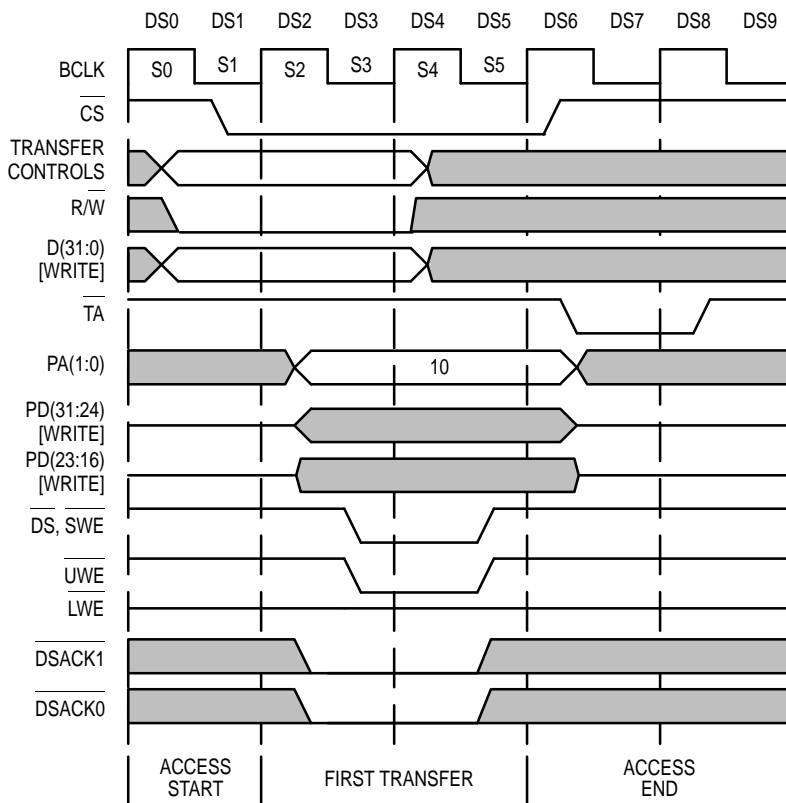 DS0 DS1 DS2 DS3 DS4 DS5 DS6 DS7 DS8 DS9
BCLK S0 S1 S2 S3 S4 S5
CS
TRANSFER
CONTROLS
R/W
D(31:0)
[WRITE]
TA
PA(1:0) 10
PD(31:24)
[WRITE]
PD(23:16)
[WRITE]
DS, SWE
UWE
LWE
DSACK1
DSACK0
ACCESS
START
FIRST TRANSFER
ACCESS
END